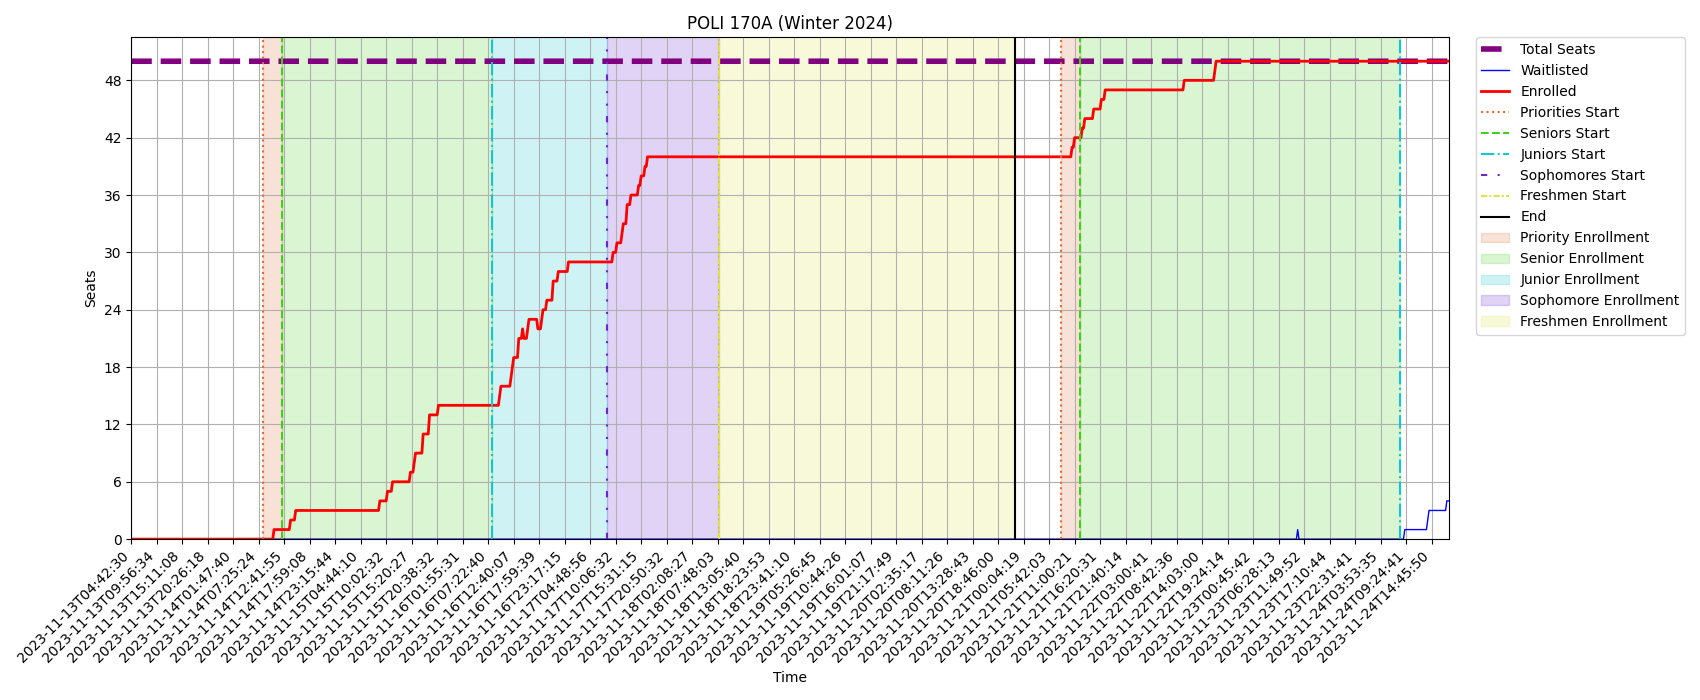 POLI 170A (Winter 2024)
Seats
48
42
36
30
24
18
12
6
0
2023-11-13T04:42:30
2023-11-13T09:56:34
2023-11-13T15:11:08
2023-11-13T20:26:18
2023-11-14T01:47:40
2023-11-14T07:25:24
2023-11-14T12:41:55
2023-11-14T17:59:08
2023-11-14T23:15:44
2023-11-15T04:44:10
2023-11-15T10:02:32
2023-11-15T15:20:27
2023-11-15T20:38:32
2023-11-16T01:55:31
2023-11-16T07:22:40
2023-11-16T12:40:07
2023-11-16T17:59:39
2023-11-16T23:17:15
2023-11-17T04:48:56
2023-11-17T10:06:32
2023-11-17T15:31:15
2023-11-17T20:50:32
2023-11-18T02:08:27
2023-11-18T07:48:03
2023-11-18T13:05:40
2023-11-18T18:23:53
2023-11-18T23:41:10
2023-11-19T05:26:45
2023-11-19T10:44:26
2023-11-19T16:01:07
2023-11-19T21:17:49
2023-11-20T02:35:17
2023-11-20T08:11:26
2023-11-20T13:28:43
2023-11-20T18:46:00
2023-11-21T00:04:19
2023-11-21T05:42:03
2023-11-21T11:00:21
2023-11-21T16:20:31
2023-11-21T21:40:14
2023-11-22T03:00:41
2023-11-22T08:42:36
2023-11-22T14:03:00
2023-11-22T19:24:14
2023-11-23T00:45:42
2023-11-23T06:28:13
2023-11-23T11:49:52
2023-11-23T17:10:44
2023-11-23T22:31:41
2023-11-24T03:53:35
2023-11-24T09:24:41
2023-11-24T14:45:50
Time
Total Seats
Waitlisted
Enrolled
Priorities Start
Seniors Start
Juniors Start
Sophomores Start
Freshmen Start
End
Priority Enrollment
Senior Enrollment
Junior Enrollment
Sophomore Enrollment
Freshmen Enrollment